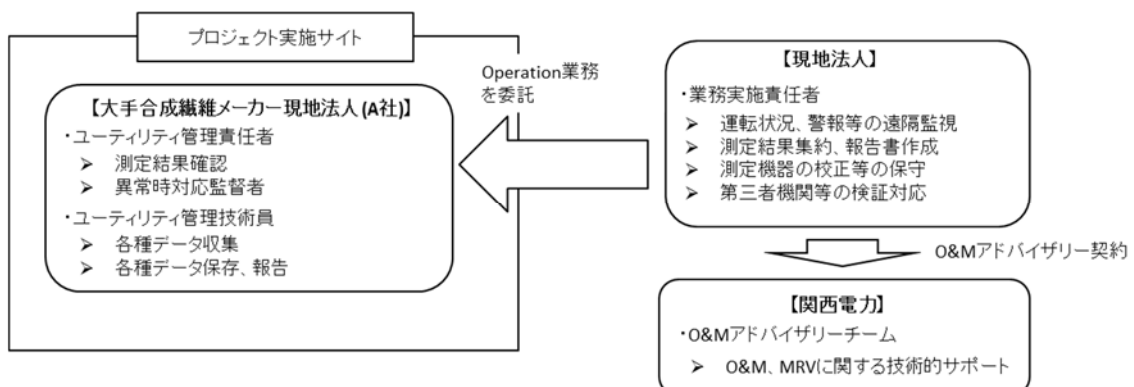 プロジェクト実施サイト
【大手合成繊維メーカー現地法人(A社)】
・ユーティリティ管理責任者
➢ 測定結果確認
➢ 異常時対応監督者
・ユーティリティ管理技術員
➢ 各種データ収集
➢ 各種データ保存、報告
Operation業務
を委託
【現地法人】
・業務実施責任者
➢ 運転状況、警報等の遠隔監視
➢ 測定結果集約、報告書作成
➢ 測定機器の校正等の保守
➢ 第三者機関等の検証対応
O&Mアドバイザリー契約
【関西電力】
・O&Mアドバイザリーチーム
➢ O&M、MRVに関する技術的サポート